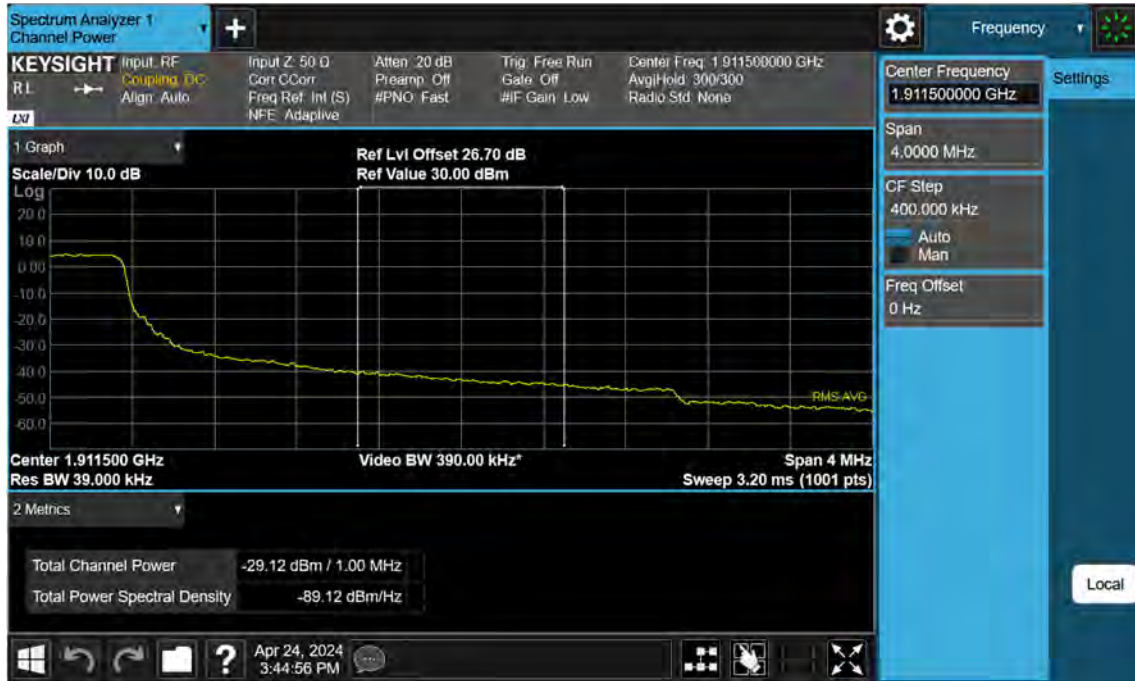 Spectrum Analyzer 1
Channel Power
+
Frequency
KEYSIGHT
RL
LXI
Input: RF
Coupling: DC
Align: Auto
Input Z: 50 Ω
Corr CCorr
Freq Ref: Int (S)
NFE: Adaptive
Atten: 20 dB
Preamp: Off
#PNO: Fast
Trig: Free Run
Gate: Off
#IF Gain: Low
Center Freq: 1.911500000 GHz
Avg|Hold: 300/300
Radio Std: None
Center Frequency
1.911500000 GHz
Settings
Span
4.0000 MHz
CF Step
400.000 kHz
Auto
Man
Freq Offset
0 Hz
1 Graph
Scale/Div 10.0 dB
Ref Lvl Offset 26.70 dB
Ref Value 30.00 dBm
Log
20.0
10.0
0.00
-10.0
-20.0
-30.0
-40.0
-50.0
-60.0
RMS AVG
Center 1.911500 GHz
Video BW 390.00 kHz*
Span 4 MHz
Res BW 39.000 kHz
Sweep 3.20 ms (1001 pts)
2 Metrics
Total Channel Power -29.12 dBm / 1.00 MHz
Total Power Spectral Density -89.12 dBm/Hz
Local
?
Apr 24, 2024
3:44:56 PM